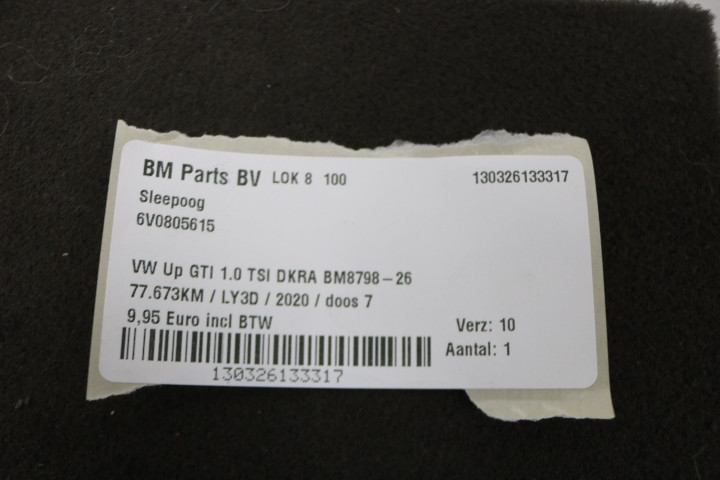 BM Parts BV LOK 8 100 130326133317
Sleepoog
6V0805615
VW Up GTI 1.0 TSI DKRA BM8798-26
77.673KM / LY3D / 2020 / doos 7
9,95 Euro incl BTW Verz: 10
Aantal: 1
130326133317